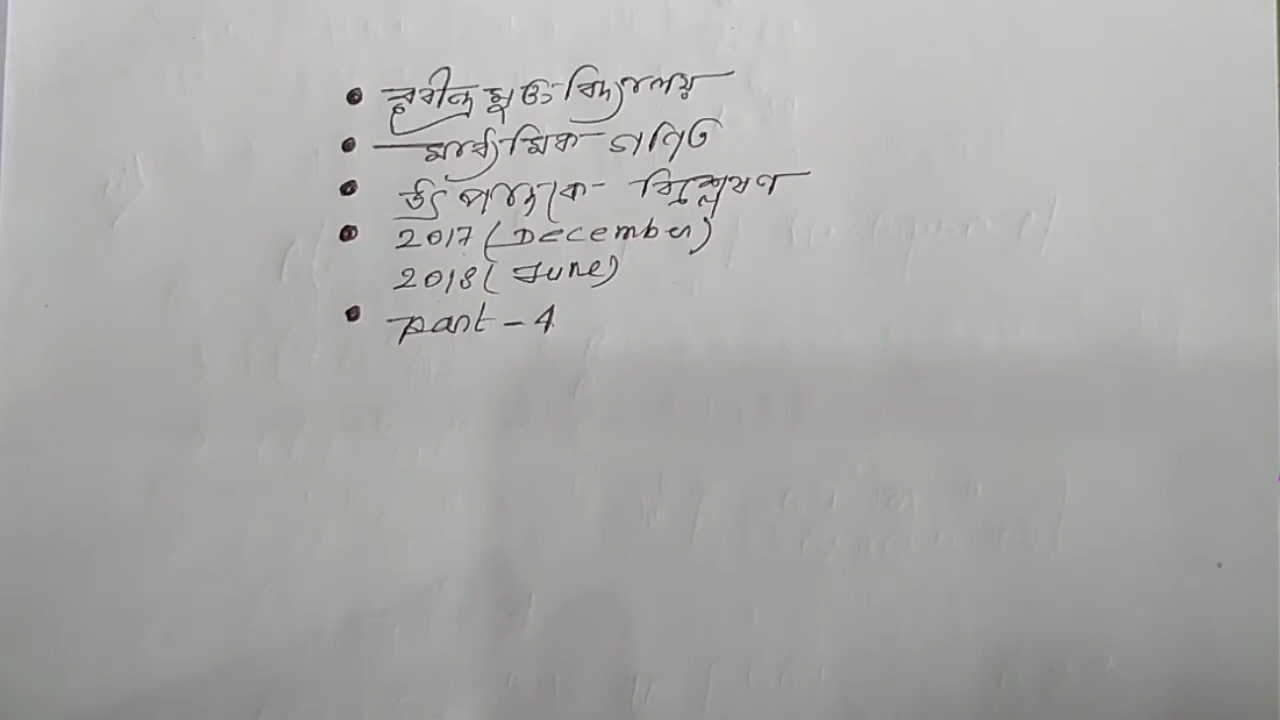 • রবীন্দ্র মুক্ত বিদ্যালয়
• মাধ্যমিক গণিত
• উৎপাদকে বিশ্লেষণ
• 2017 (December)
2018 (June)
• part - 4